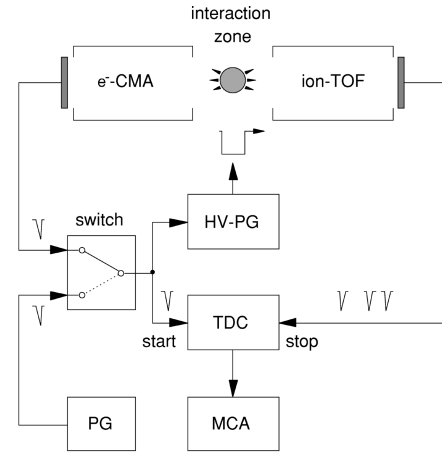 interaction
zone
e⁻-CMA
ion-TOF
switch
HV-PG
TDC
start
stop
PG
MCA